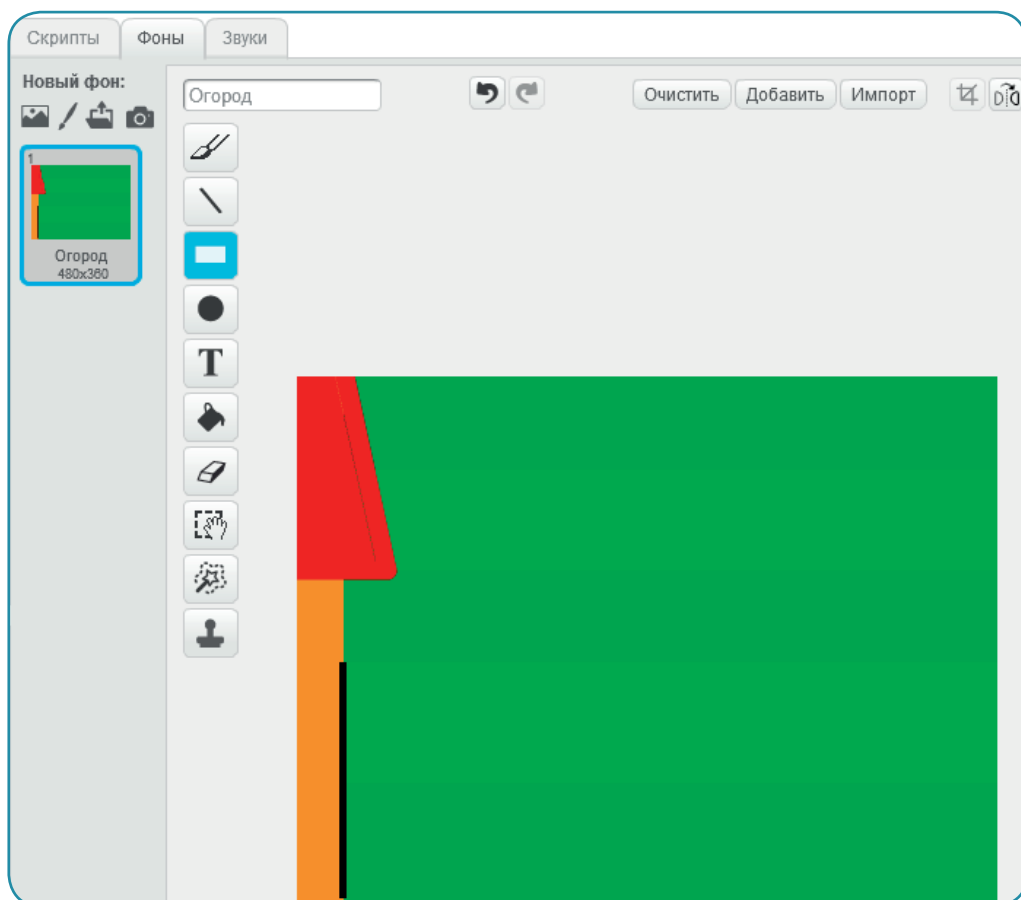 Скрипты Фоны Звуки
Новый фон:
Огород
Очистить Добавить Импорт
1
Огород
480x360
T